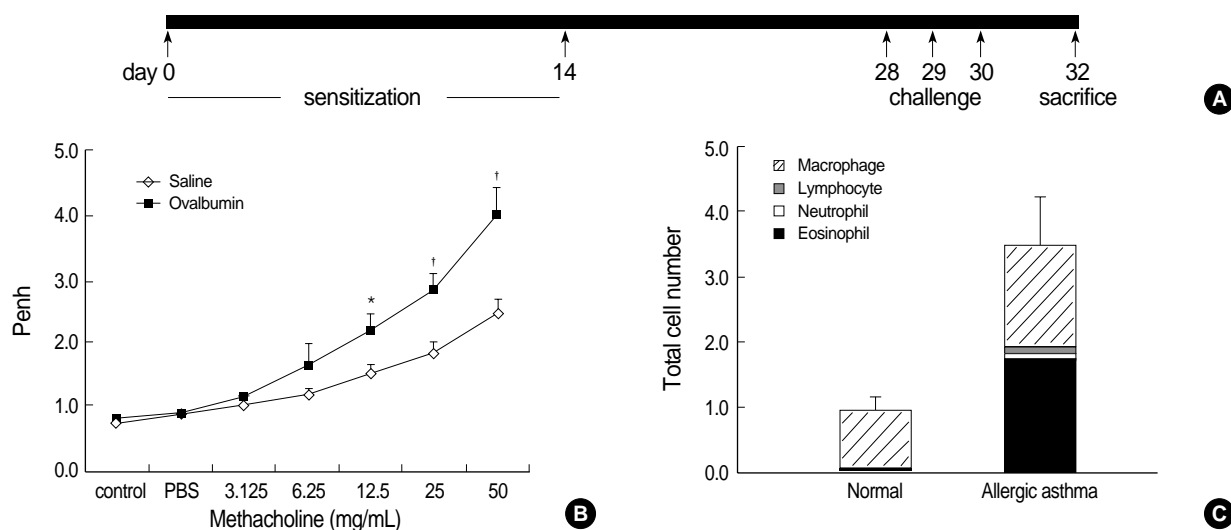 day 0 14 28 29 30 32
sensitization challenge sacrifice
A
5.0
4.0
3.0
2.0
1.0
0.0
Penh
Saline
Ovalbumin
*
†
†
control PBS 3.125 6.25 12.5 25 50
Methacholine (mg/mL)
B
5.0
4.0
3.0
2.0
1.0
0.0
Total cell number
Macrophage
Lymphocyte
Neutrophil
Eosinophil
Normal Allergic asthma
C